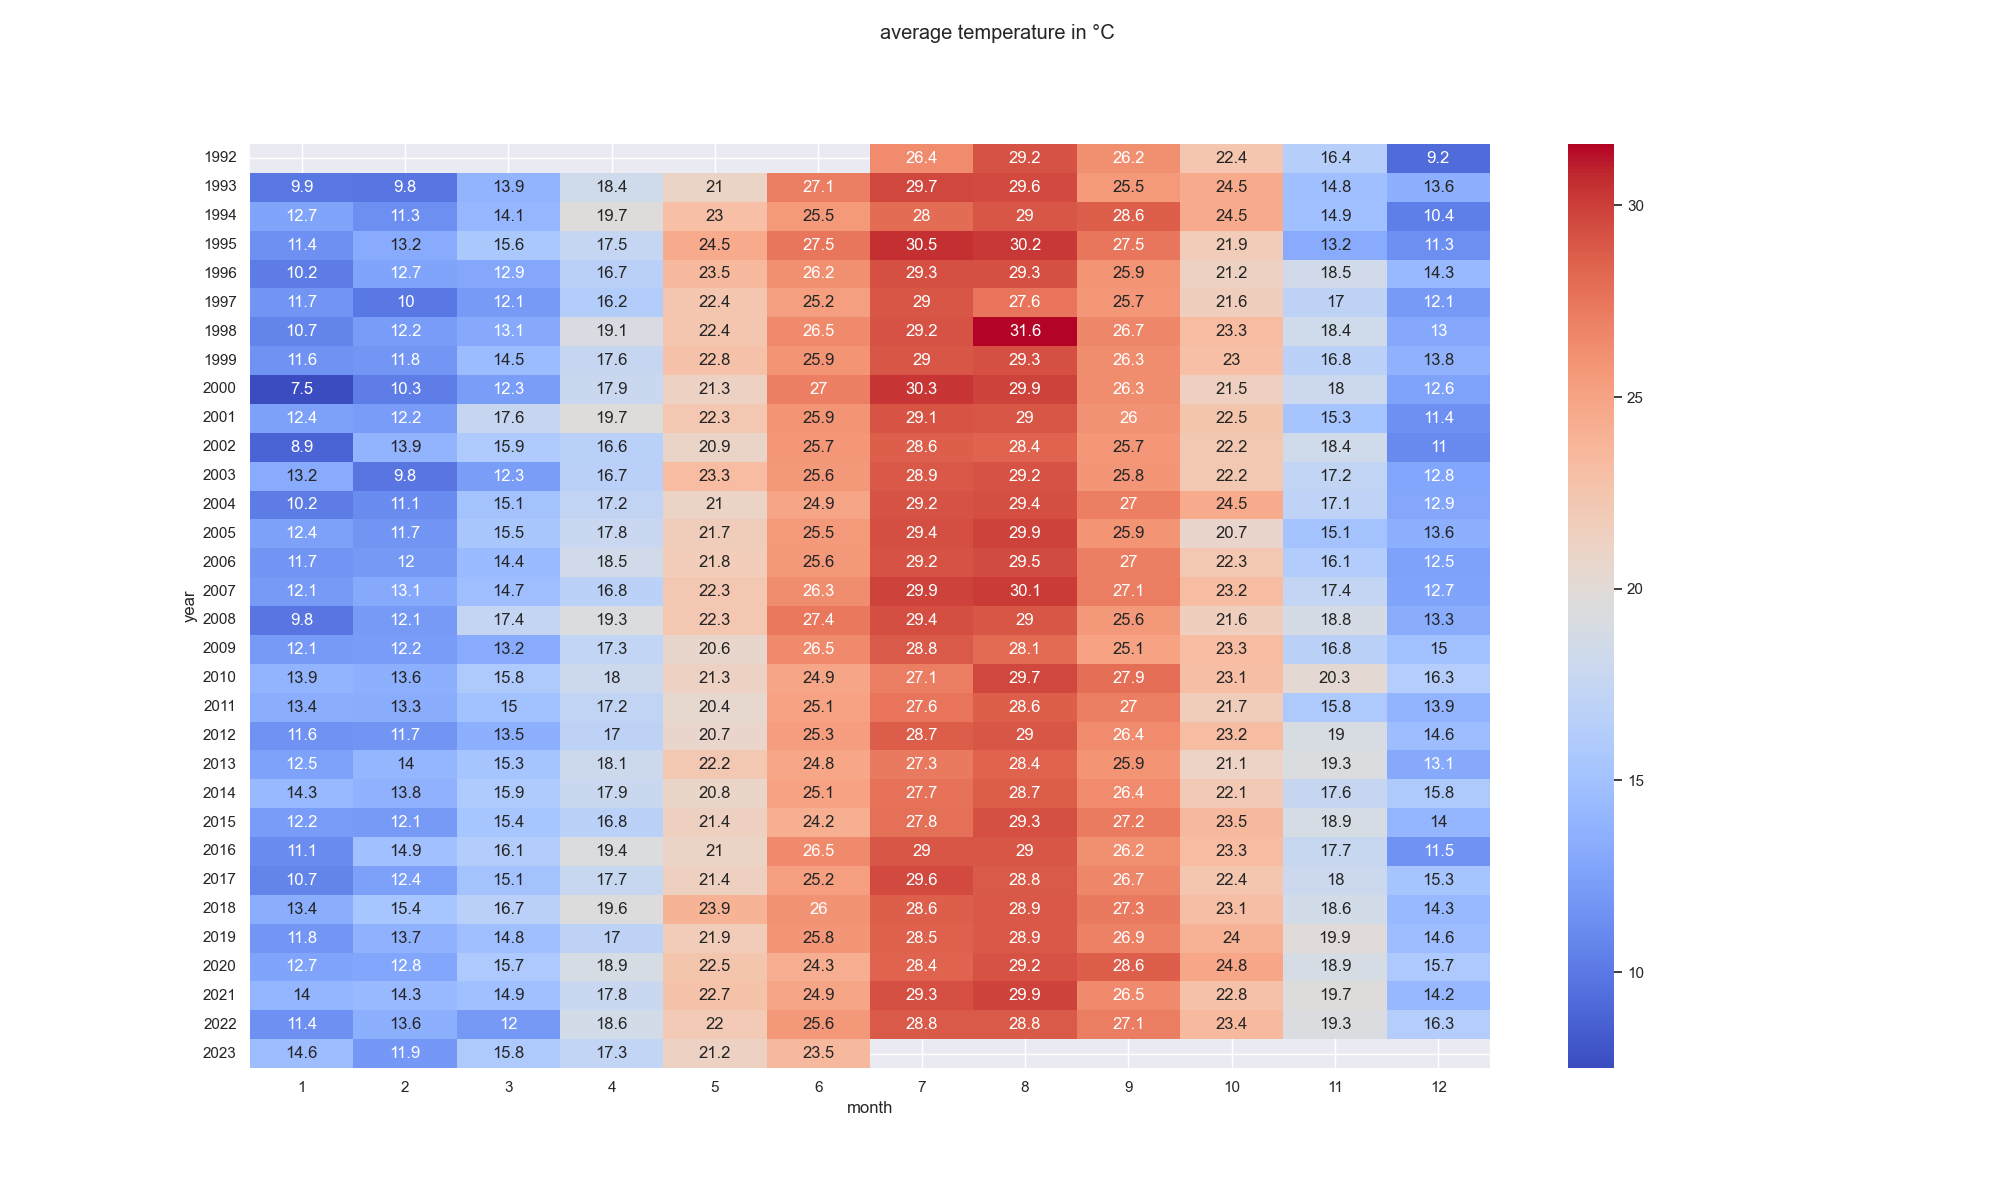 average temperature in °C
1992 26.4 29.2 26.2 22.4 16.4 9.2
1993 9.9 9.8 13.9 18.4 21 27.1 29.7 29.6 25.5 24.5 14.8 13.6
1994 12.7 11.3 14.1 19.7 23 25.5 28 29 28.6 24.5 14.9 10.4
1995 11.4 13.2 15.6 17.5 24.5 27.5 30.5 30.2 27.5 21.9 13.2 11.3
1996 10.2 12.7 12.9 16.7 23.5 26.2 29.3 29.3 25.9 21.2 18.5 14.3
1997 11.7 10 12.1 16.2 22.4 25.2 29 27.6 25.7 21.6 17 12.1
1998 10.7 12.2 13.1 19.1 22.4 26.5 29.2 31.6 26.7 23.3 18.4 13
1999 11.6 11.8 14.5 17.6 22.8 25.9 29 29.3 26.3 23 16.8 13.8
2000 7.5 10.3 12.3 17.9 21.3 27 30.3 29.9 26.3 21.5 18 12.6
2001 12.4 12.2 17.6 19.7 22.3 25.9 29.1 29 26 22.5 15.3 11.4
2002 8.9 13.9 15.9 16.6 20.9 25.7 28.6 28.4 25.7 22.2 18.4 11
2003 13.2 9.8 12.3 16.7 23.3 25.6 28.9 29.2 25.8 22.2 17.2 12.8
2004 10.2 11.1 15.1 17.2 21 24.9 29.2 29.4 27 24.5 17.1 12.9
2005 12.4 11.7 15.5 17.8 21.7 25.5 29.4 29.9 25.9 20.7 15.1 13.6
2006 11.7 12 14.4 18.5 21.8 25.6 29.2 29.5 27 22.3 16.1 12.5
2007 12.1 13.1 14.7 16.8 22.3 26.3 29.9 30.1 27.1 23.2 17.4 12.7
2008 9.8 12.1 17.4 19.3 22.3 27.4 29.4 29 25.6 21.6 18.8 13.3
2009 12.1 12.2 13.2 17.3 20.6 26.5 28.8 28.1 25.1 23.3 16.8 15
2010 13.9 13.6 15.8 18 21.3 24.9 27.1 29.7 27.9 23.1 20.3 16.3
2011 13.4 13.3 15 17.2 20.4 25.1 27.6 28.6 27 21.7 15.8 13.9
2012 11.6 11.7 13.5 17 20.7 25.3 28.7 29 26.4 23.2 19 14.6
2013 12.5 14 15.3 18.1 22.2 24.8 27.3 28.4 25.9 21.1 19.3 13.1
2014 14.3 13.8 15.9 17.9 20.8 25.1 27.7 28.7 26.4 22.1 17.6 15.8
2015 12.2 12.1 15.4 16.8 21.4 24.2 27.8 29.3 27.2 23.5 18.9 14
2016 11.1 14.9 16.1 19.4 21 26.5 29 29 26.2 23.3 17.7 11.5
2017 10.7 12.4 15.1 17.7 21.4 25.2 29.6 28.8 26.7 22.4 18 15.3
2018 13.4 15.4 16.7 19.6 23.9 26 28.6 28.9 27.3 23.1 18.6 14.3
2019 11.8 13.7 14.8 17 21.9 25.8 28.5 28.9 26.9 24 19.9 14.6
2020 12.7 12.8 15.7 18.9 22.5 24.3 28.4 29.2 28.6 24.8 18.9 15.7
2021 14 14.3 14.9 17.8 22.7 24.9 29.3 29.9 26.5 22.8 19.7 14.2
2022 11.4 13.6 12 18.6 22 25.6 28.8 28.8 27.1 23.4 19.3 16.3
2023 14.6 11.9 15.8 17.3 21.2 23.5
1 2 3 4 5 6 7 8 9 10 11 12
month
year
30
25
20
15
10